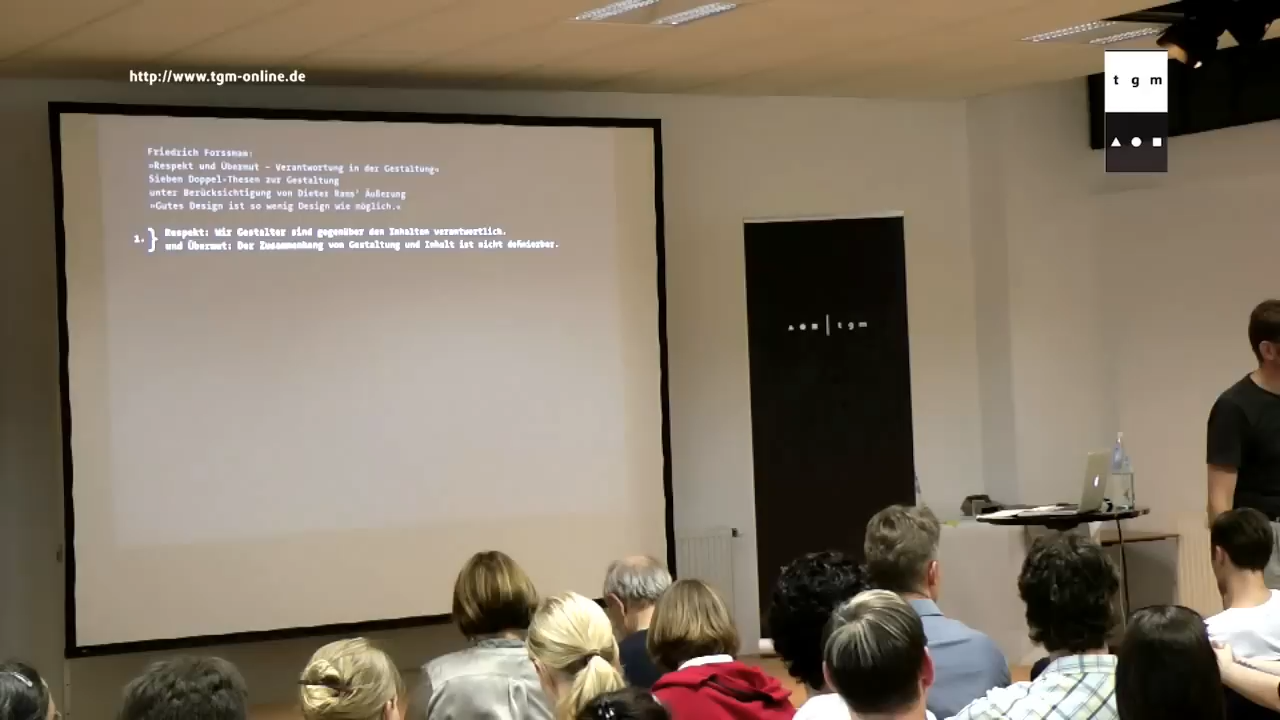 http://www.tgm-online.de
t g m
Friedrich Forssman:
»Respekt und Übermut – Verantwortung in der Gestaltung«
Sieben Doppel-Thesen zur Gestaltung
unter Berücksichtigung von Dieter Rams' Äußerung
»Gutes Design ist so wenig Design wie möglich.«
1. } Respekt: Wir Gestalter sind gegenüber den Inhalten verantwortlich.
und Übermut: Der Zusammenhang von Gestaltung und Inhalt ist nicht definierbar.
t g m